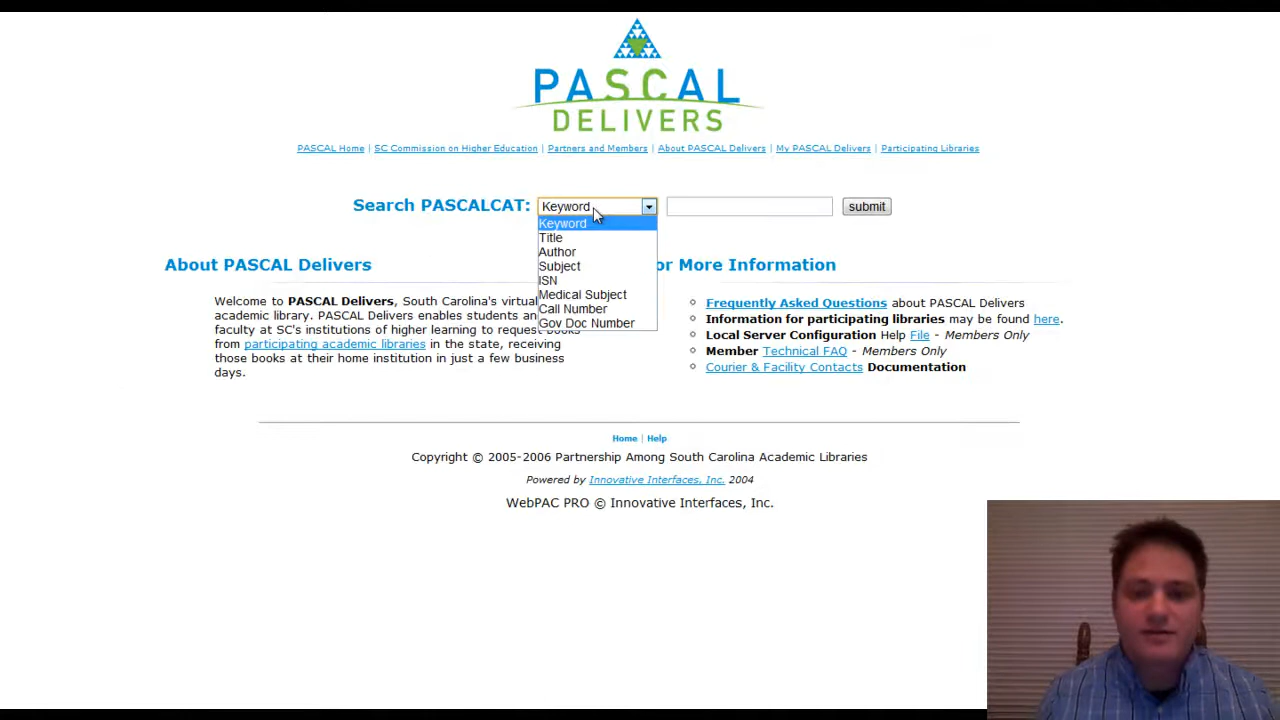 PASCAL
DELIVERS
PASCAL Home | SC Commission on Higher Education | Partners and Members | About PASCAL Delivers | My PASCAL Delivers | Participating Libraries
Search PASCALCAT: Keyword submit
Keyword
Title
Author
Subject
ISN
Medical Subject
Call Number
Gov Doc Number
About PASCAL Delivers
Welcome to PASCAL Delivers, South Carolina's virtual
academic library. PASCAL Delivers enables students an
faculty at SC's institutions of higher learning to request books
from participating academic libraries in the state, receiving
those books at their home institution in just a few business
days.
or More Information
Frequently Asked Questions about PASCAL Delivers
Information for participating libraries may be found here.
Local Server Configuration Help File - Members Only
Member Technical FAQ - Members Only
Courier & Facility Contacts Documentation
Home | Help
Copyright © 2005-2006 Partnership Among South Carolina Academic Libraries
Powered by Innovative Interfaces, Inc. 2004
WebPAC PRO © Innovative Interfaces, Inc.